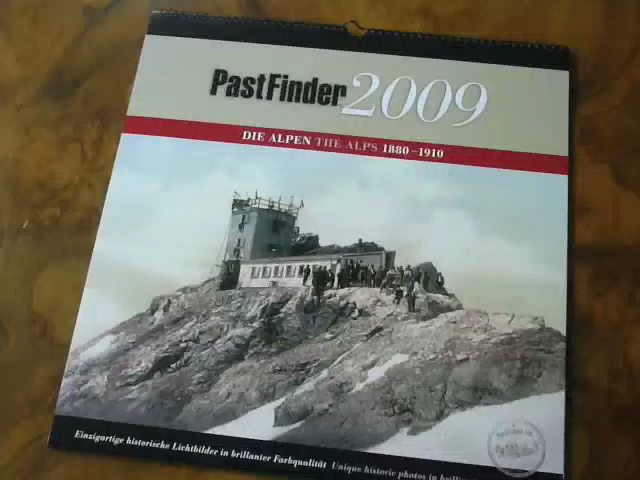 PastFinder 2009
DIE ALPEN THE ALPS 1880–1910
Einzigartige historische Lichtbilder in brillanter Farbqualität Unique historic photos in